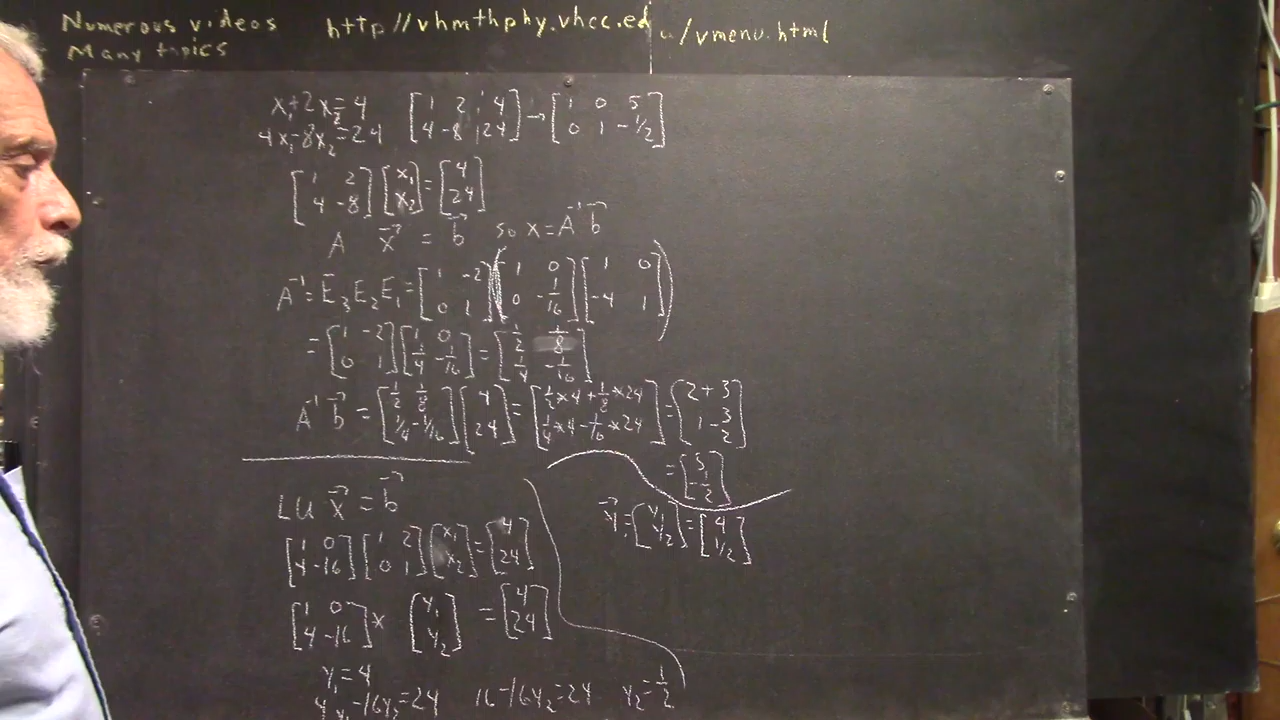 Numerous videos http//vhmthphy.vhcc.edu/vmenu.html
Many topics
x₁+2x₂=4 [1 2 | 4; 4 -8 | 24] → [1 0 5; 0 1 -1/2]
4x₁-8x₂=24
[1 2; 4 -8] [x₁; x₂] = [4; 24]
A x⃗ = b⃗ so x=A⁻¹b⃗
A⁻¹=E₃E₂E₁=[1 -2; 0 1]([1 0; 0 -1/16][1 0; -4 1])
=[1 -2; 0 1][1 0; 1/4 -1/16]=[1/2 1/8; 1/4 -1/16]
A⁻¹ b⃗ = [1/2 1/8; 1/4 -1/16][4; 24]=[1/2×4+1/8×24; 1/4×4-1/16×24]=[2+3; 1-3/2]
=[5; -1/2]
LU x⃗ = b⃗
[1 0; 4 -16][1 2; 0 1][x₁; x₂]=[4; 24]
[1 0; 4 -16]× [y₁; y₂] =[4; 24]
y₁=4
4y₁-16y₂=24 16-16y₂=24 y₂=1/2
=[y₁; y₂]=[4; 1/2]